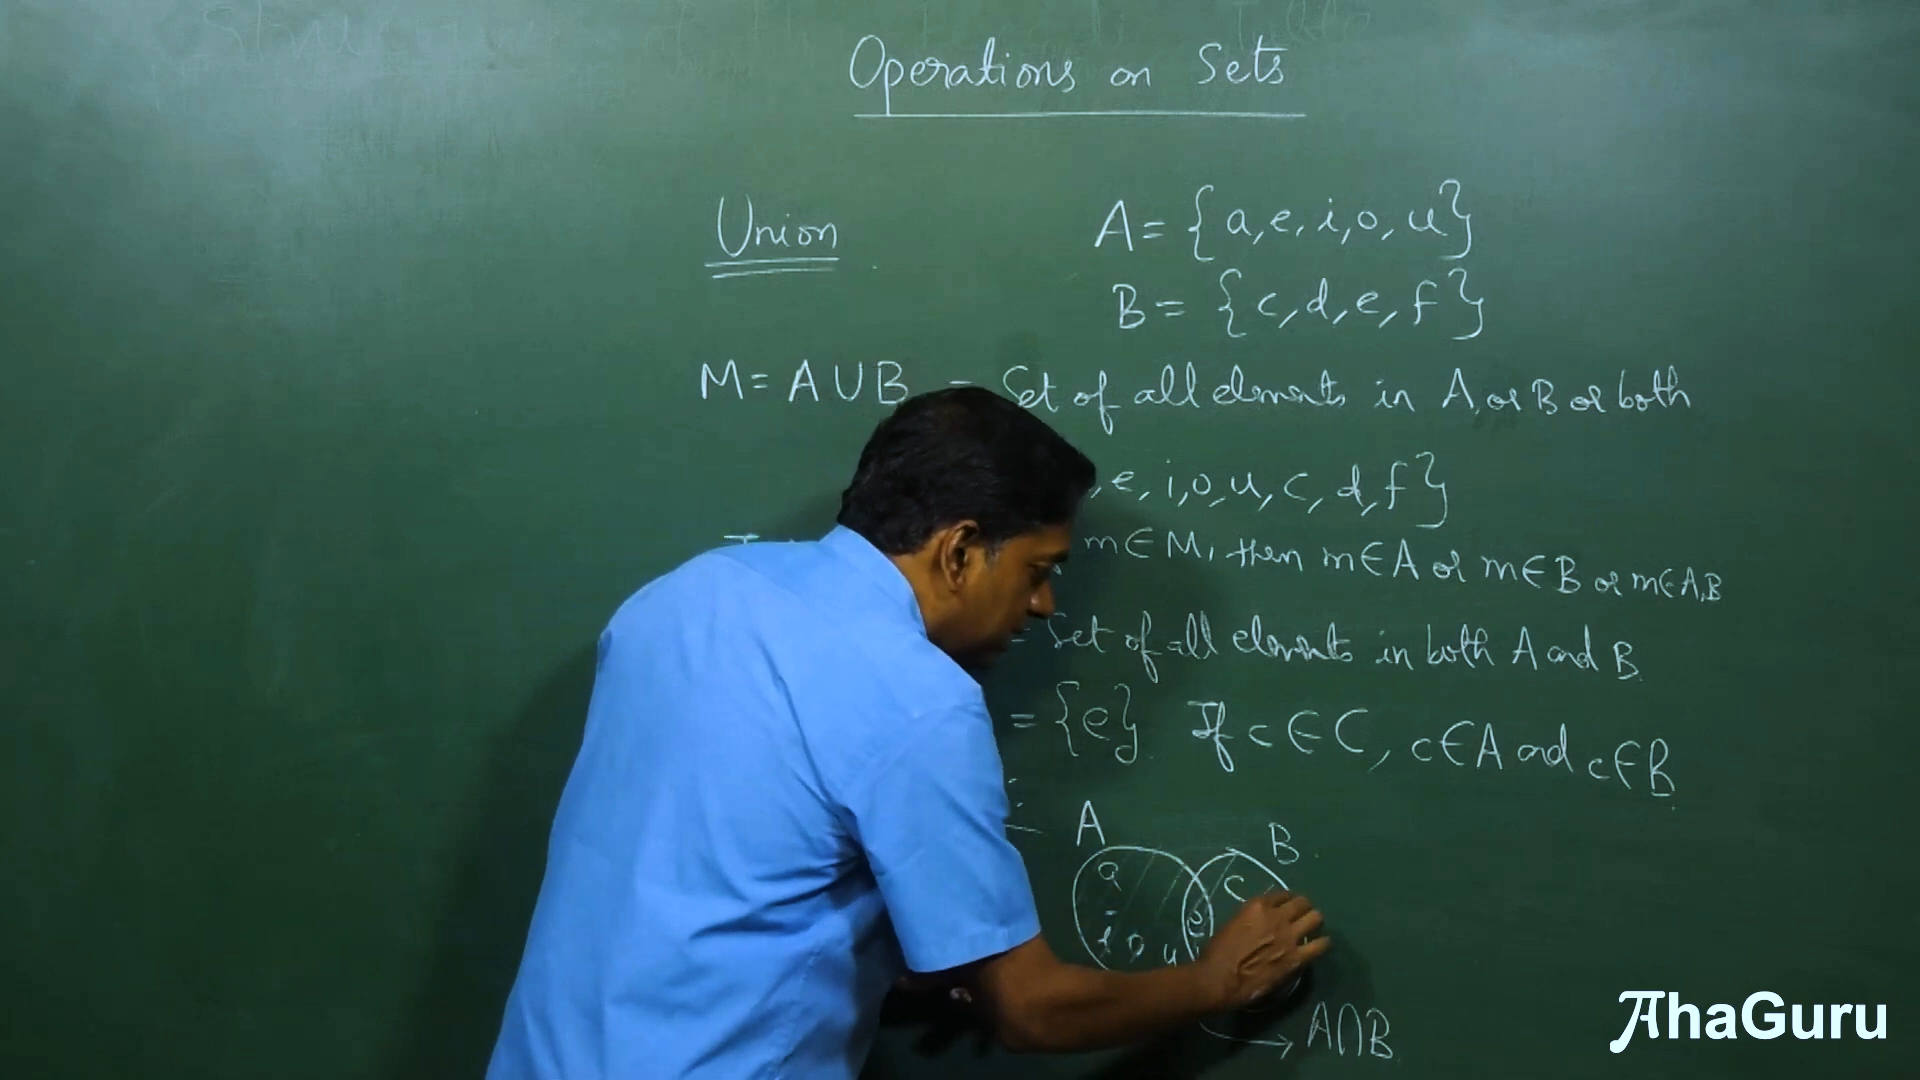 Operations on Sets
Union
A = {a, e, i, o, u}
B = {c, d, e, f}
M = A ∪ B = Set of all elements in A, or B or both
, e, i, o, u, c, d, f}
m ∈ M, then m ∈ A or m ∈ B or m ∈ A, B
= Set of all elements in both A and B
= {e} If c ∈ C, c ∈ A and c ∈ B
A
B
a
c
e
i o u
A ∩ B
AhaGuru